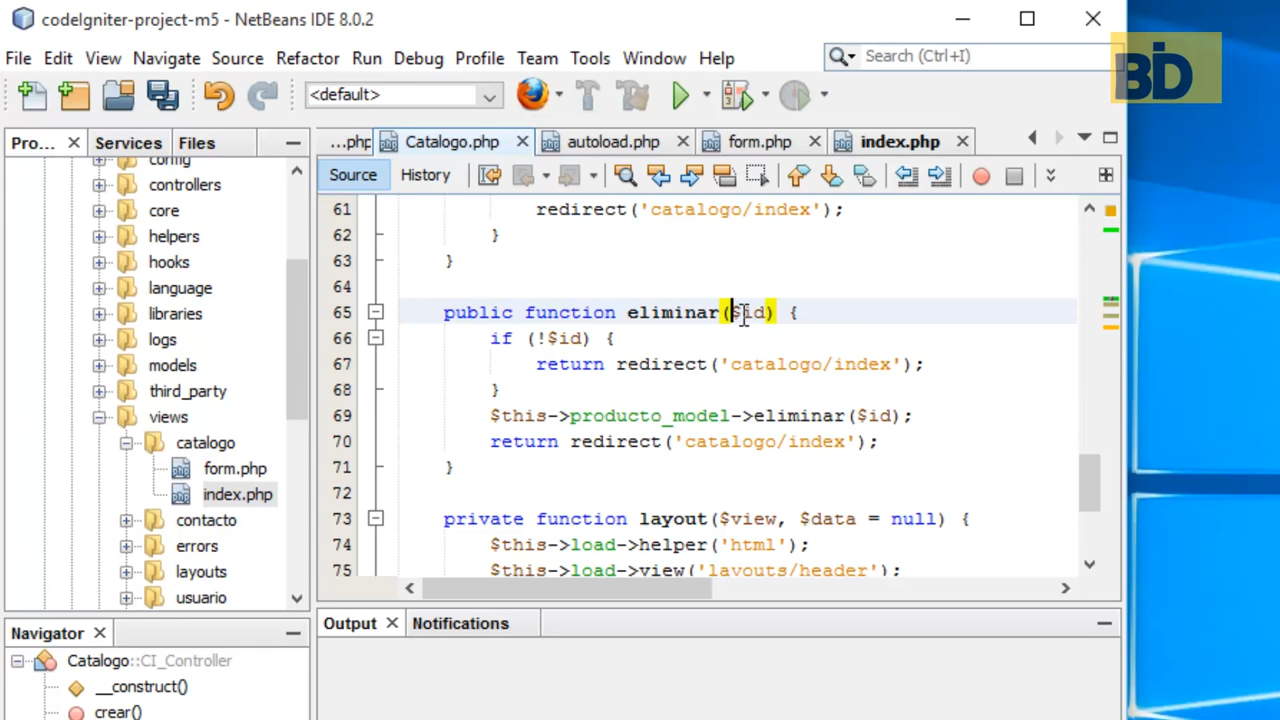 codeIgniter-project-m5 - NetBeans IDE 8.0.2
File Edit View Navigate Source Refactor Run Debug Profile Team Tools Window Help
Search (Ctrl+I)
BID
<default>
Pro... Services Files
...php Catalogo.php autoload.php form.php index.php
Source History
config
controllers
core
helpers
hooks
language
libraries
logs
models
third_party
views
catalogo
form.php
index.php
contacto
errors
layouts
usuario
61 redirect('catalogo/index');
62 }
63 }
64
65 public function eliminar($id) {
66 if (!$id) {
67 return redirect('catalogo/index');
68 }
69 $this->producto_model->eliminar($id);
70 return redirect('catalogo/index');
71 }
72
73 private function layout($view, $data = null) {
74 $this->load->helper('html');
75 $this->load->view('layouts/header');
Navigator
Catalogo::CI_Controller
__construct()
crear()
Output Notifications